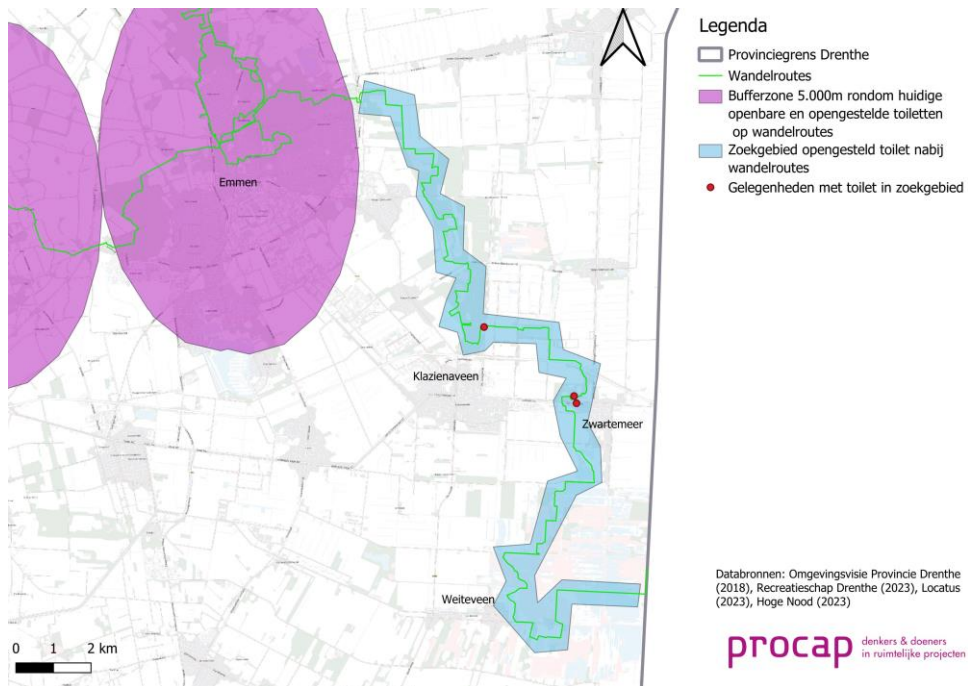 Emmen
Klazienaveen
Zwartemeer
Weiteveen
0 1 2 km
Legenda
Provinciegrens Drenthe
Wandelroutes
Bufferzone 5.000m rondom huidige
openbare en opengestelde toiletten
op wandelroutes
Zoekgebied opengesteld toilet nabij
wandelroutes
Gelegenheden met toilet in zoekgebied
Databronnen: Omgevingsvisie Provincie Drenthe
(2018), Recreatieschap Drenthe (2023), Locatus
(2023), Hoge Nood (2023)
procap
denkers & doeners
in ruimtelijke projecten